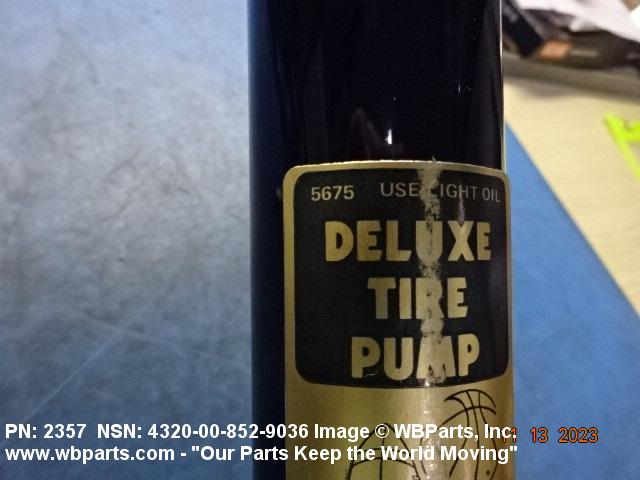 5675 USE LIGHT OIL
DELUXE
TIRE
PUMP
PN: 2357 NSN: 4320-00-852-9036 Image © WBParts, Inc.
13 2023
www.wbparts.com - "Our Parts Keep the World Moving"